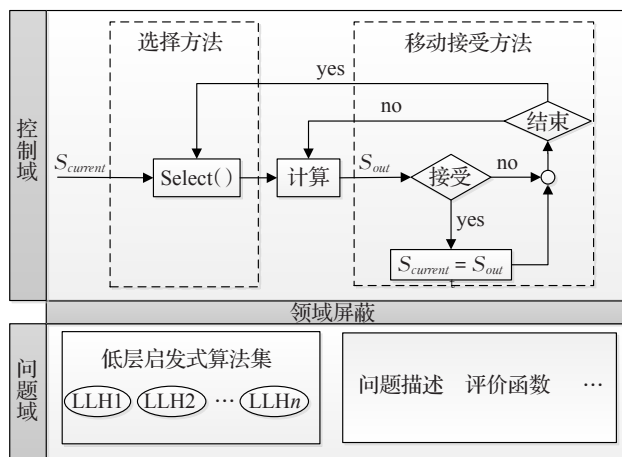 选择方法
移动接受方法
yes
no
结束
控制域
S_current
Select()
计算
S_out
接受
no
yes
S_current = S_out
领域屏蔽
问题域
低层启发式算法集
LLH1 LLH2 … LLHn
问题描述 评价函数 …